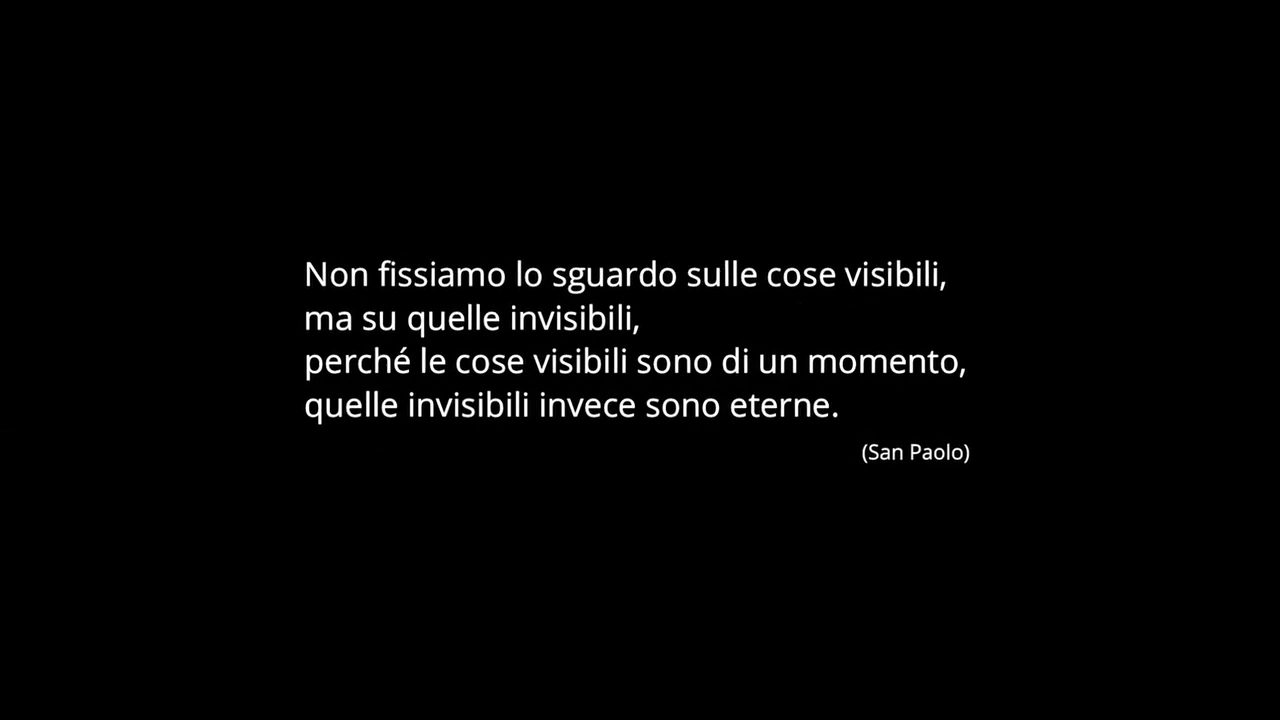 Non fissiamo lo sguardo sulle cose visibili,
ma su quelle invisibili,
perché le cose visibili sono di un momento,
quelle invisibili invece sono eterne.
(San Paolo)